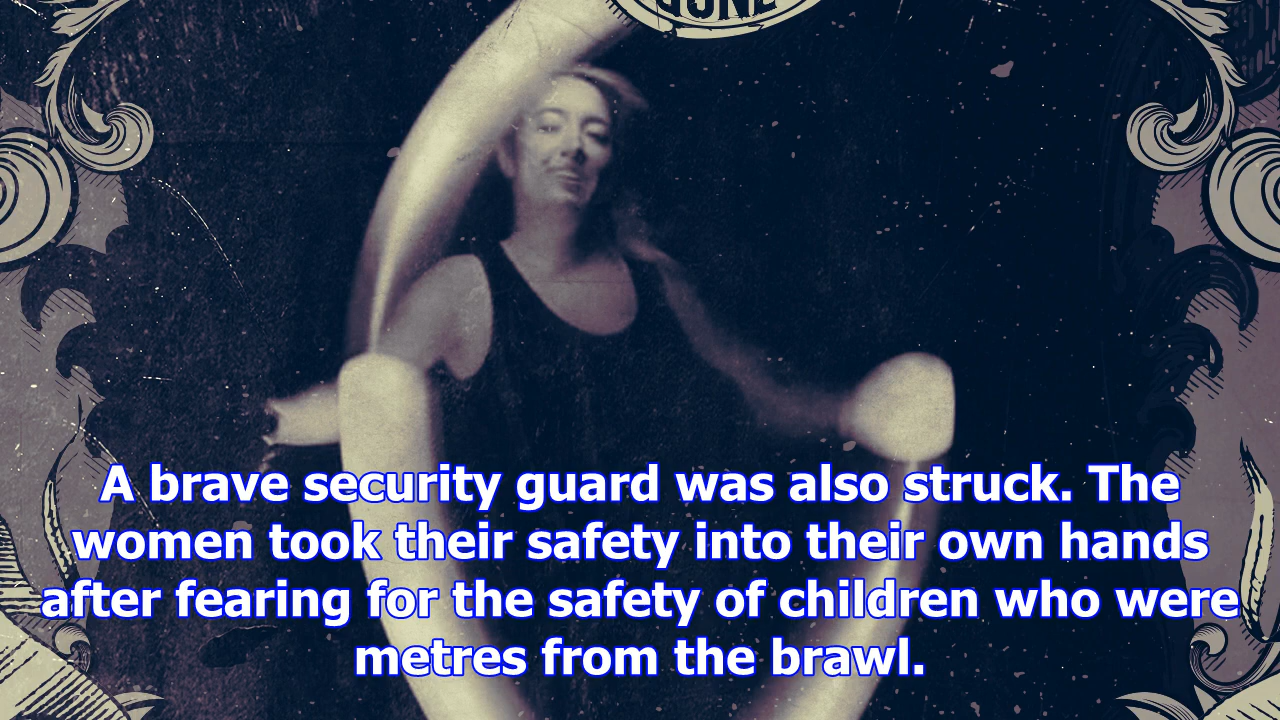 A brave security guard was also struck. The
women took their safety into their own hands
after fearing for the safety of children who were
metres from the brawl.